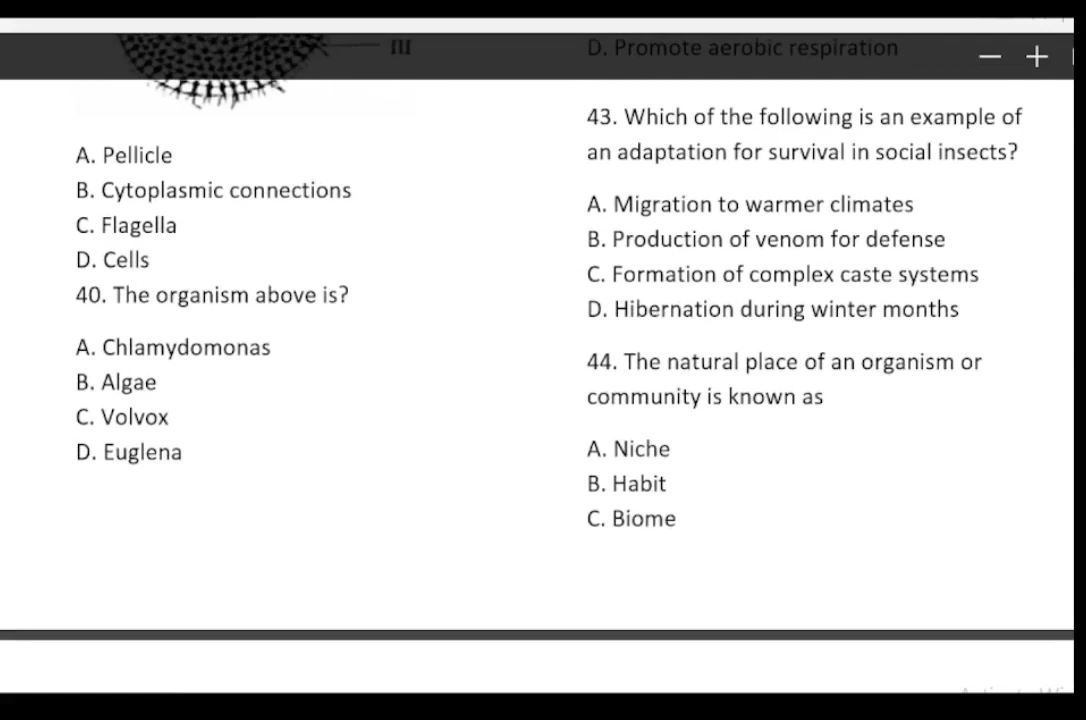 III
A. Pellicle
B. Cytoplasmic connections
C. Flagella
D. Cells
40. The organism above is?
A. Chlamydomonas
B. Algae
C. Volvox
D. Euglena
D. Promote aerobic respiration
43. Which of the following is an example of
an adaptation for survival in social insects?
A. Migration to warmer climates
B. Production of venom for defense
C. Formation of complex caste systems
D. Hibernation during winter months
44. The natural place of an organism or
community is known as
A. Niche
B. Habit
C. Biome